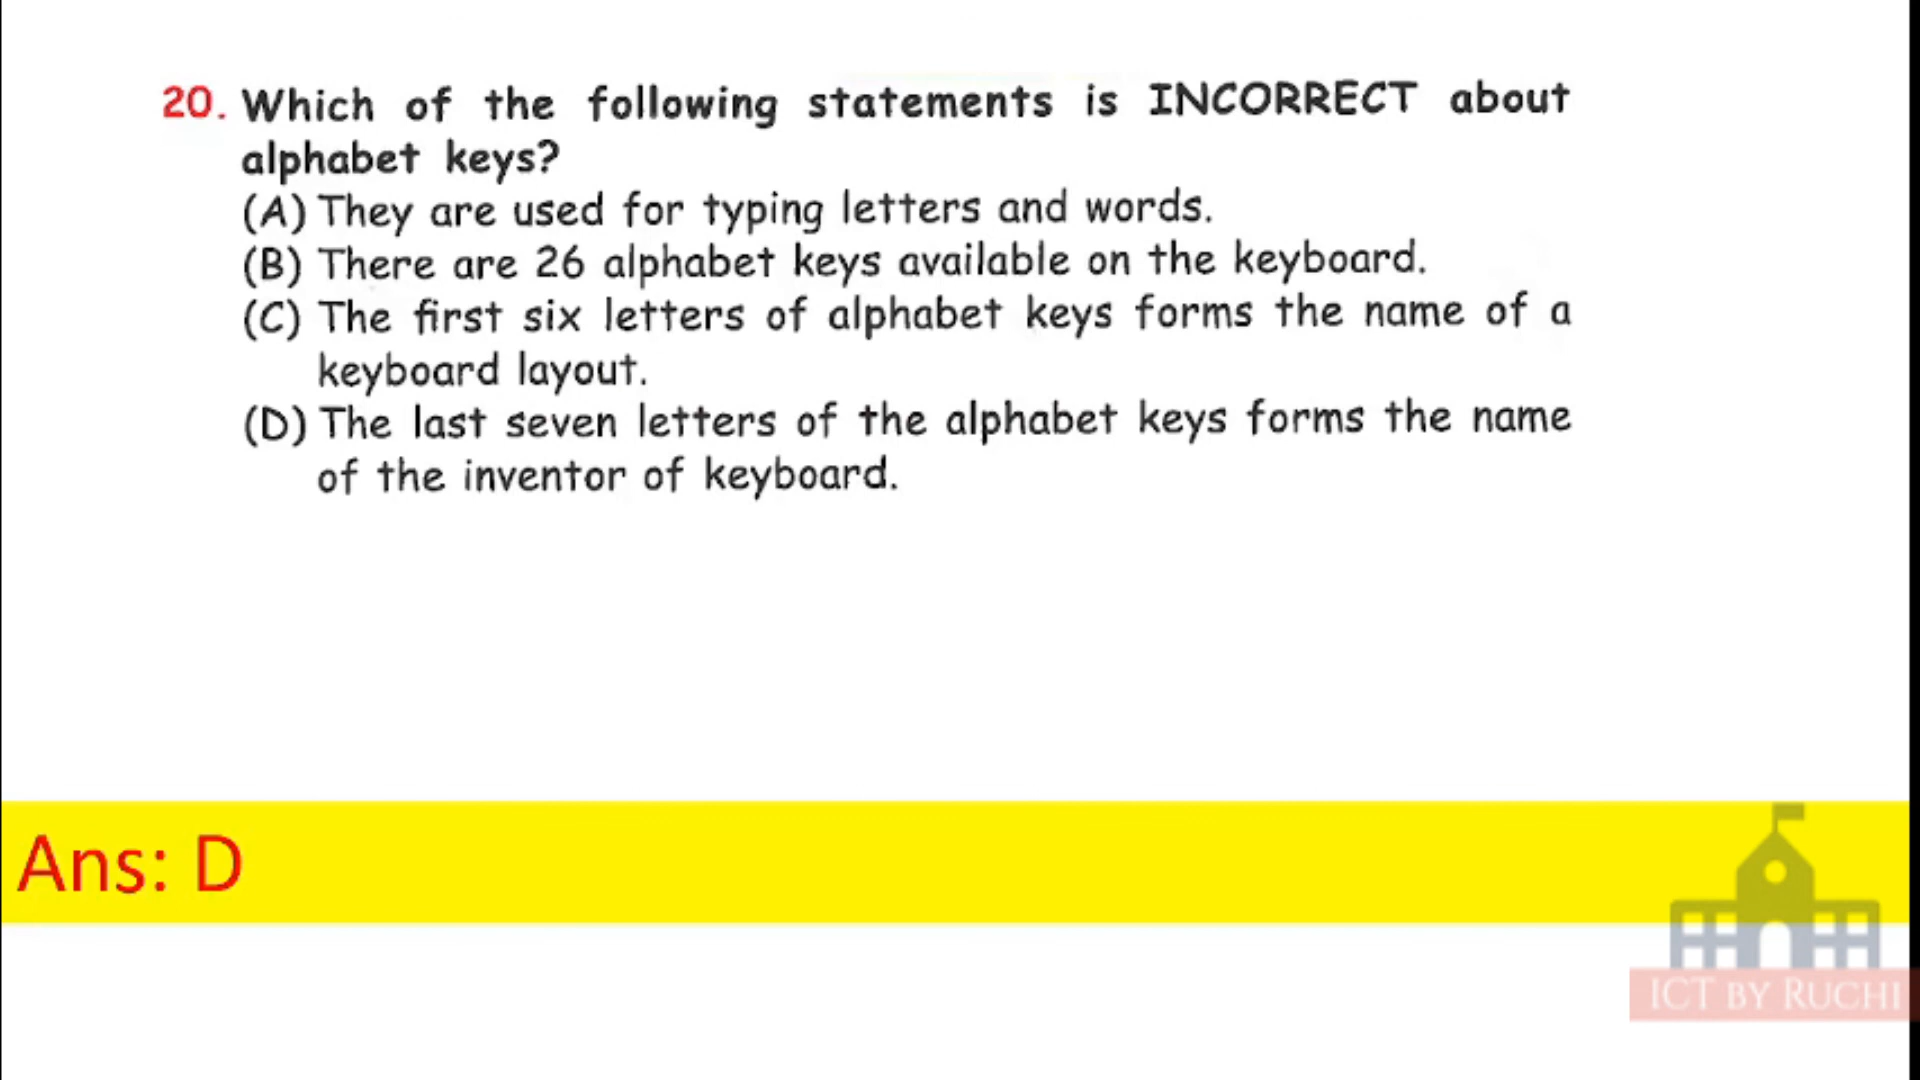 20. Which of the following statements is INCORRECT about
alphabet keys?
(A) They are used for typing letters and words.
(B) There are 26 alphabet keys available on the keyboard.
(C) The first six letters of alphabet keys forms the name of a
keyboard layout.
(D) The last seven letters of the alphabet keys forms the name
of the inventor of keyboard.
Ans: D
ICT BY RUCHI